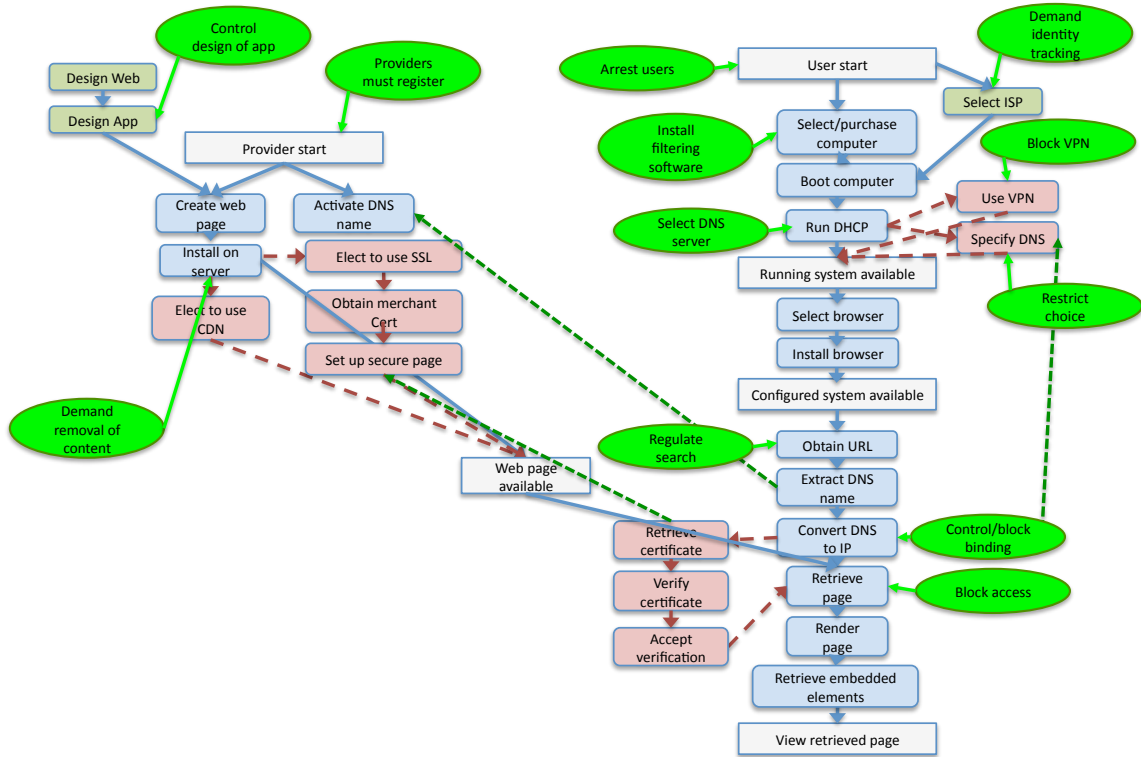 Control
design of app
Demand
identity
tracking
Design Web
Providers
must register
Arrest users
User start
Design App
Select ISP
Install
filtering
software
Select/purchase
computer
Block VPN
Provider start
Boot computer
Create web
page
Activate DNS
name
Use VPN
Select DNS
server
Run DHCP
Specify DNS
Install on
server
Elect to use SSL
Running system available
Elect to use
CDN
Obtain merchant
Cert
Select browser
Restrict
choice
Set up secure page
Install browser
Configured system available
Demand
removal of
content
Regulate
search
Obtain URL
Web page
available
Extract DNS
name
Retrieve
certificate
Convert DNS
to IP
Control/block
binding
Verify
certificate
Retrieve
page
Block access
Accept
verification
Render
page
Retrieve embedded
elements
View retrieved page